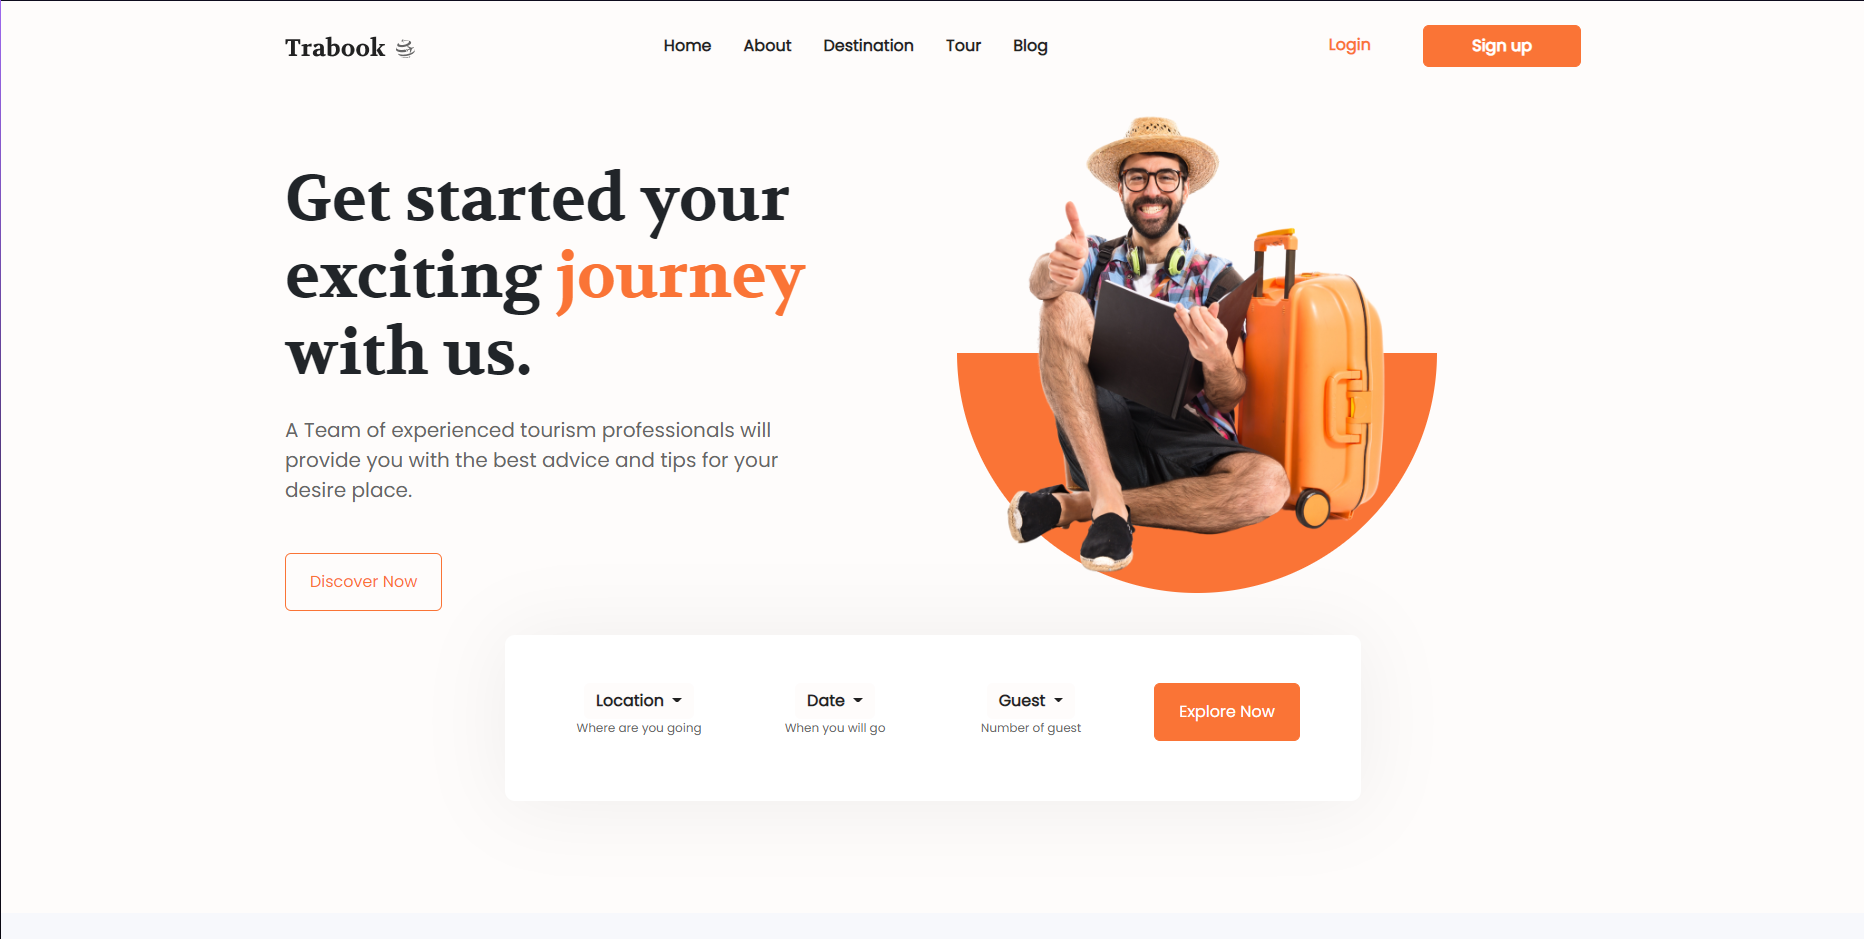 Trabook
Home About Destination Tour Blog
Login
Sign up
Get started your
exciting journey
with us.
A Team of experienced tourism professionals will
provide you with the best advice and tips for your
desire place.
Discover Now
Location
Where are you going
Date
When you will go
Guest
Number of guest
Explore Now